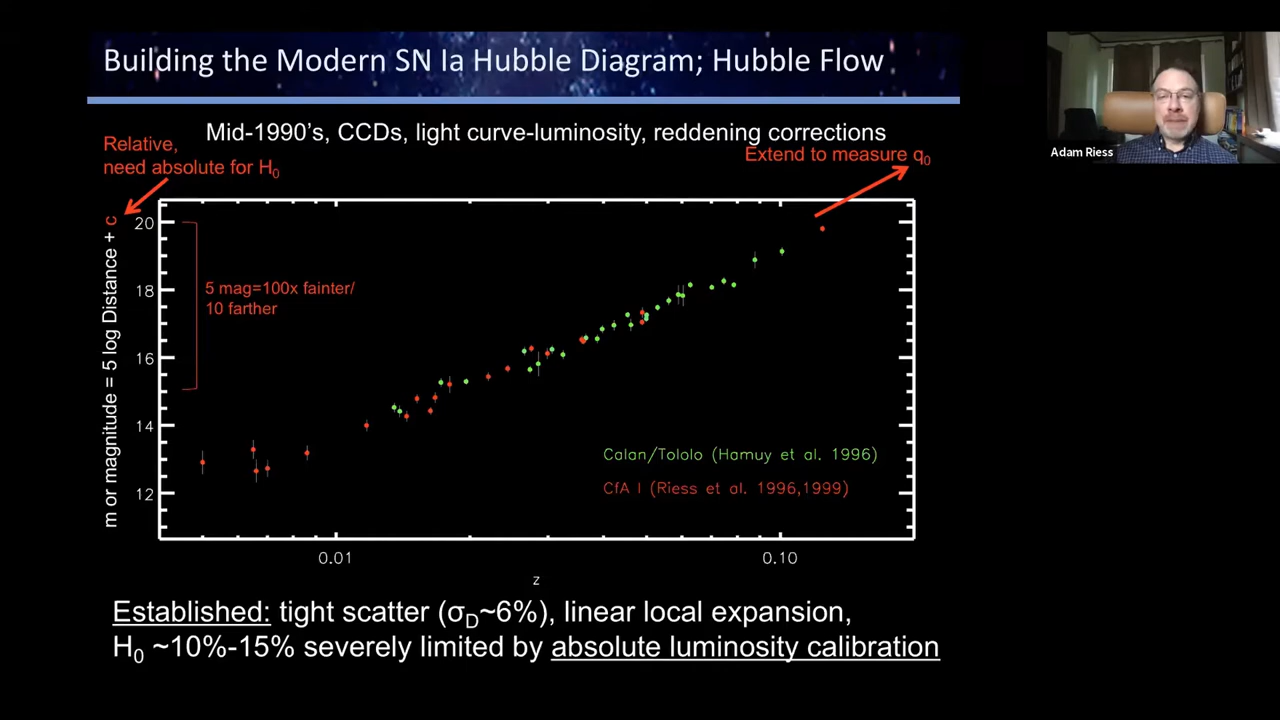 Building the Modern SN Ia Hubble Diagram; Hubble Flow
Adam Riess
Mid-1990's, CCDs, light curve-luminosity, reddening corrections
Relative,
need absolute for H₀
Extend to measure q₀
m or magnitude = 5 log Distance + c
20
18
16
14
12
5 mag=100x fainter/
10 farther
Calan/Tololo (Hamuy et al. 1996)
CfA I (Riess et al. 1996,1999)
0.01
0.10
z
Established: tight scatter (σD~6%), linear local expansion,
H₀ ~10%-15% severely limited by absolute luminosity calibration